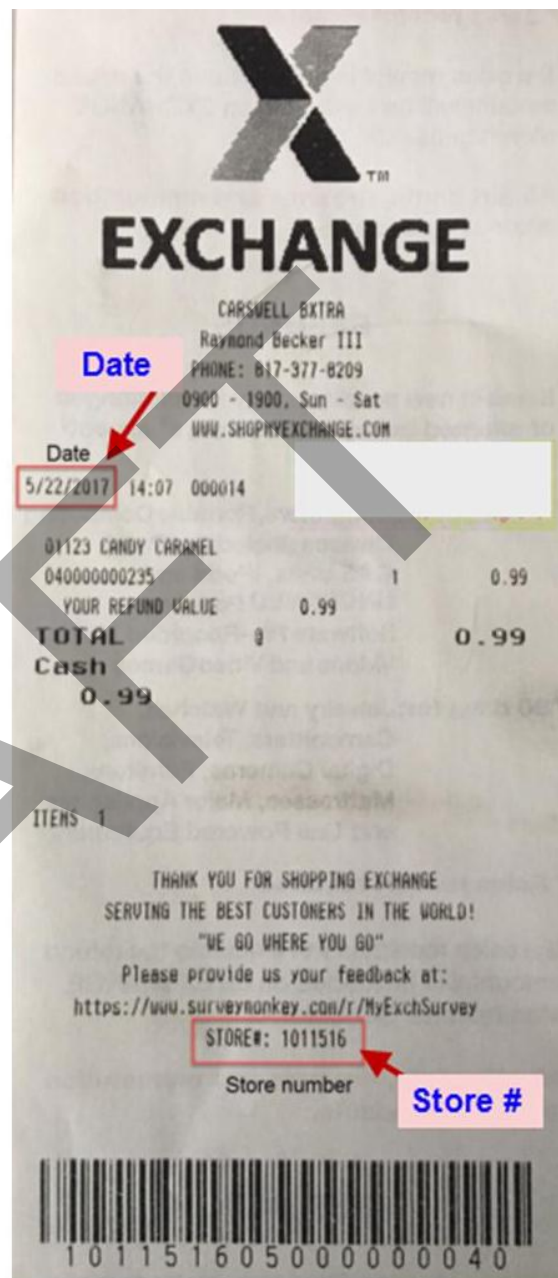 TM
EXCHANGE
CARSWELL BXTRA
Raymond Becker III
Date
PHONE: 817-377-8209
0900 - 1900, Sun - Sat
WWW.SHOPMYEXCHANGE.COM
Date
5/22/2017 14:07 000014
01123 CANDY CARAMEL
040000000235 1 0.99
YOUR REFUND VALUE 0.99
TOTAL @ 0.99
Cash
0.99
ITEMS 1
THANK YOU FOR SHOPPING EXCHANGE
SERVING THE BEST CUSTOMERS IN THE WORLD!
"WE GO WHERE YOU GO"
Please provide us your feedback at:
https://www.surveymonkey.com/r/MyExchSurvey
STORE#: 1011516
Store number
Store #
10115160500000000040